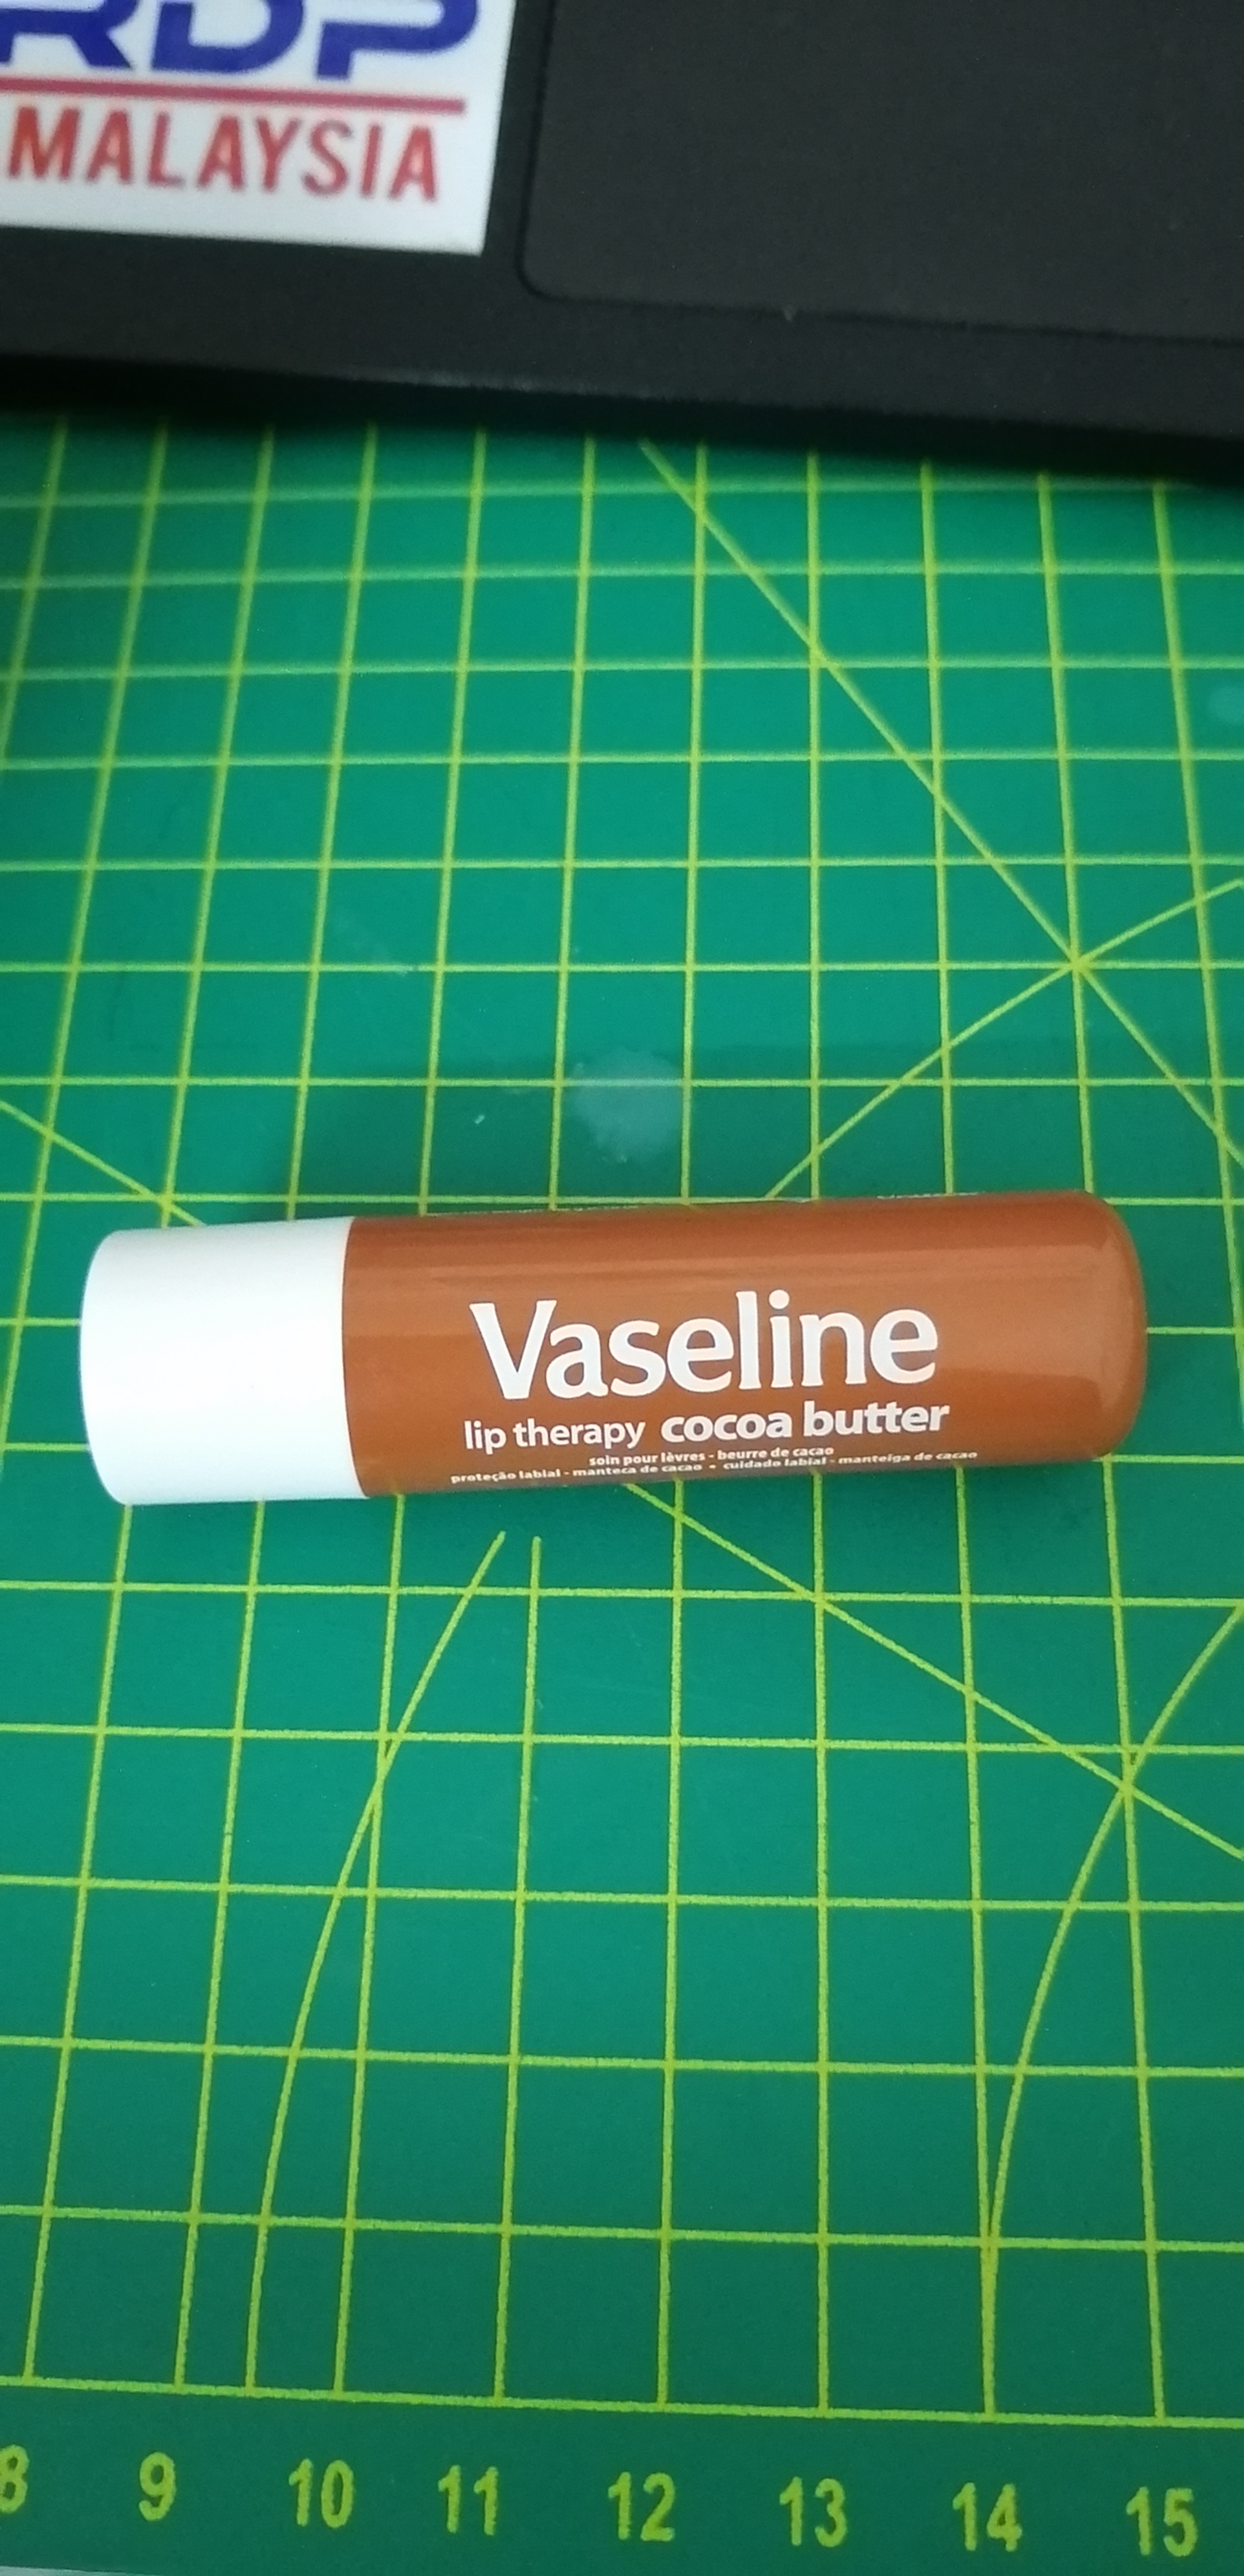 RDP
MALAYSIA
Vaseline
lip therapy cocoa butter
soin pour lèvres - beurre de cacao
proteção labial - manteca de cacao • cuidado labial - manteiga de cacao
8 9 10 11 12 13 14 15